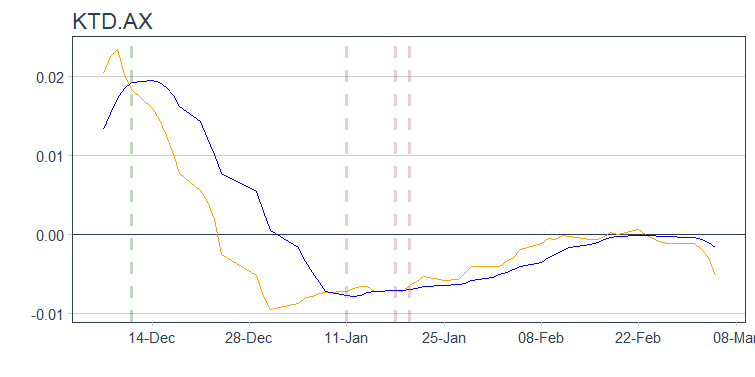 KTD.AX
0.02
0.01
0.00
-0.01
14-Dec
28-Dec
11-Jan
25-Jan
08-Feb
22-Feb
08-Mar